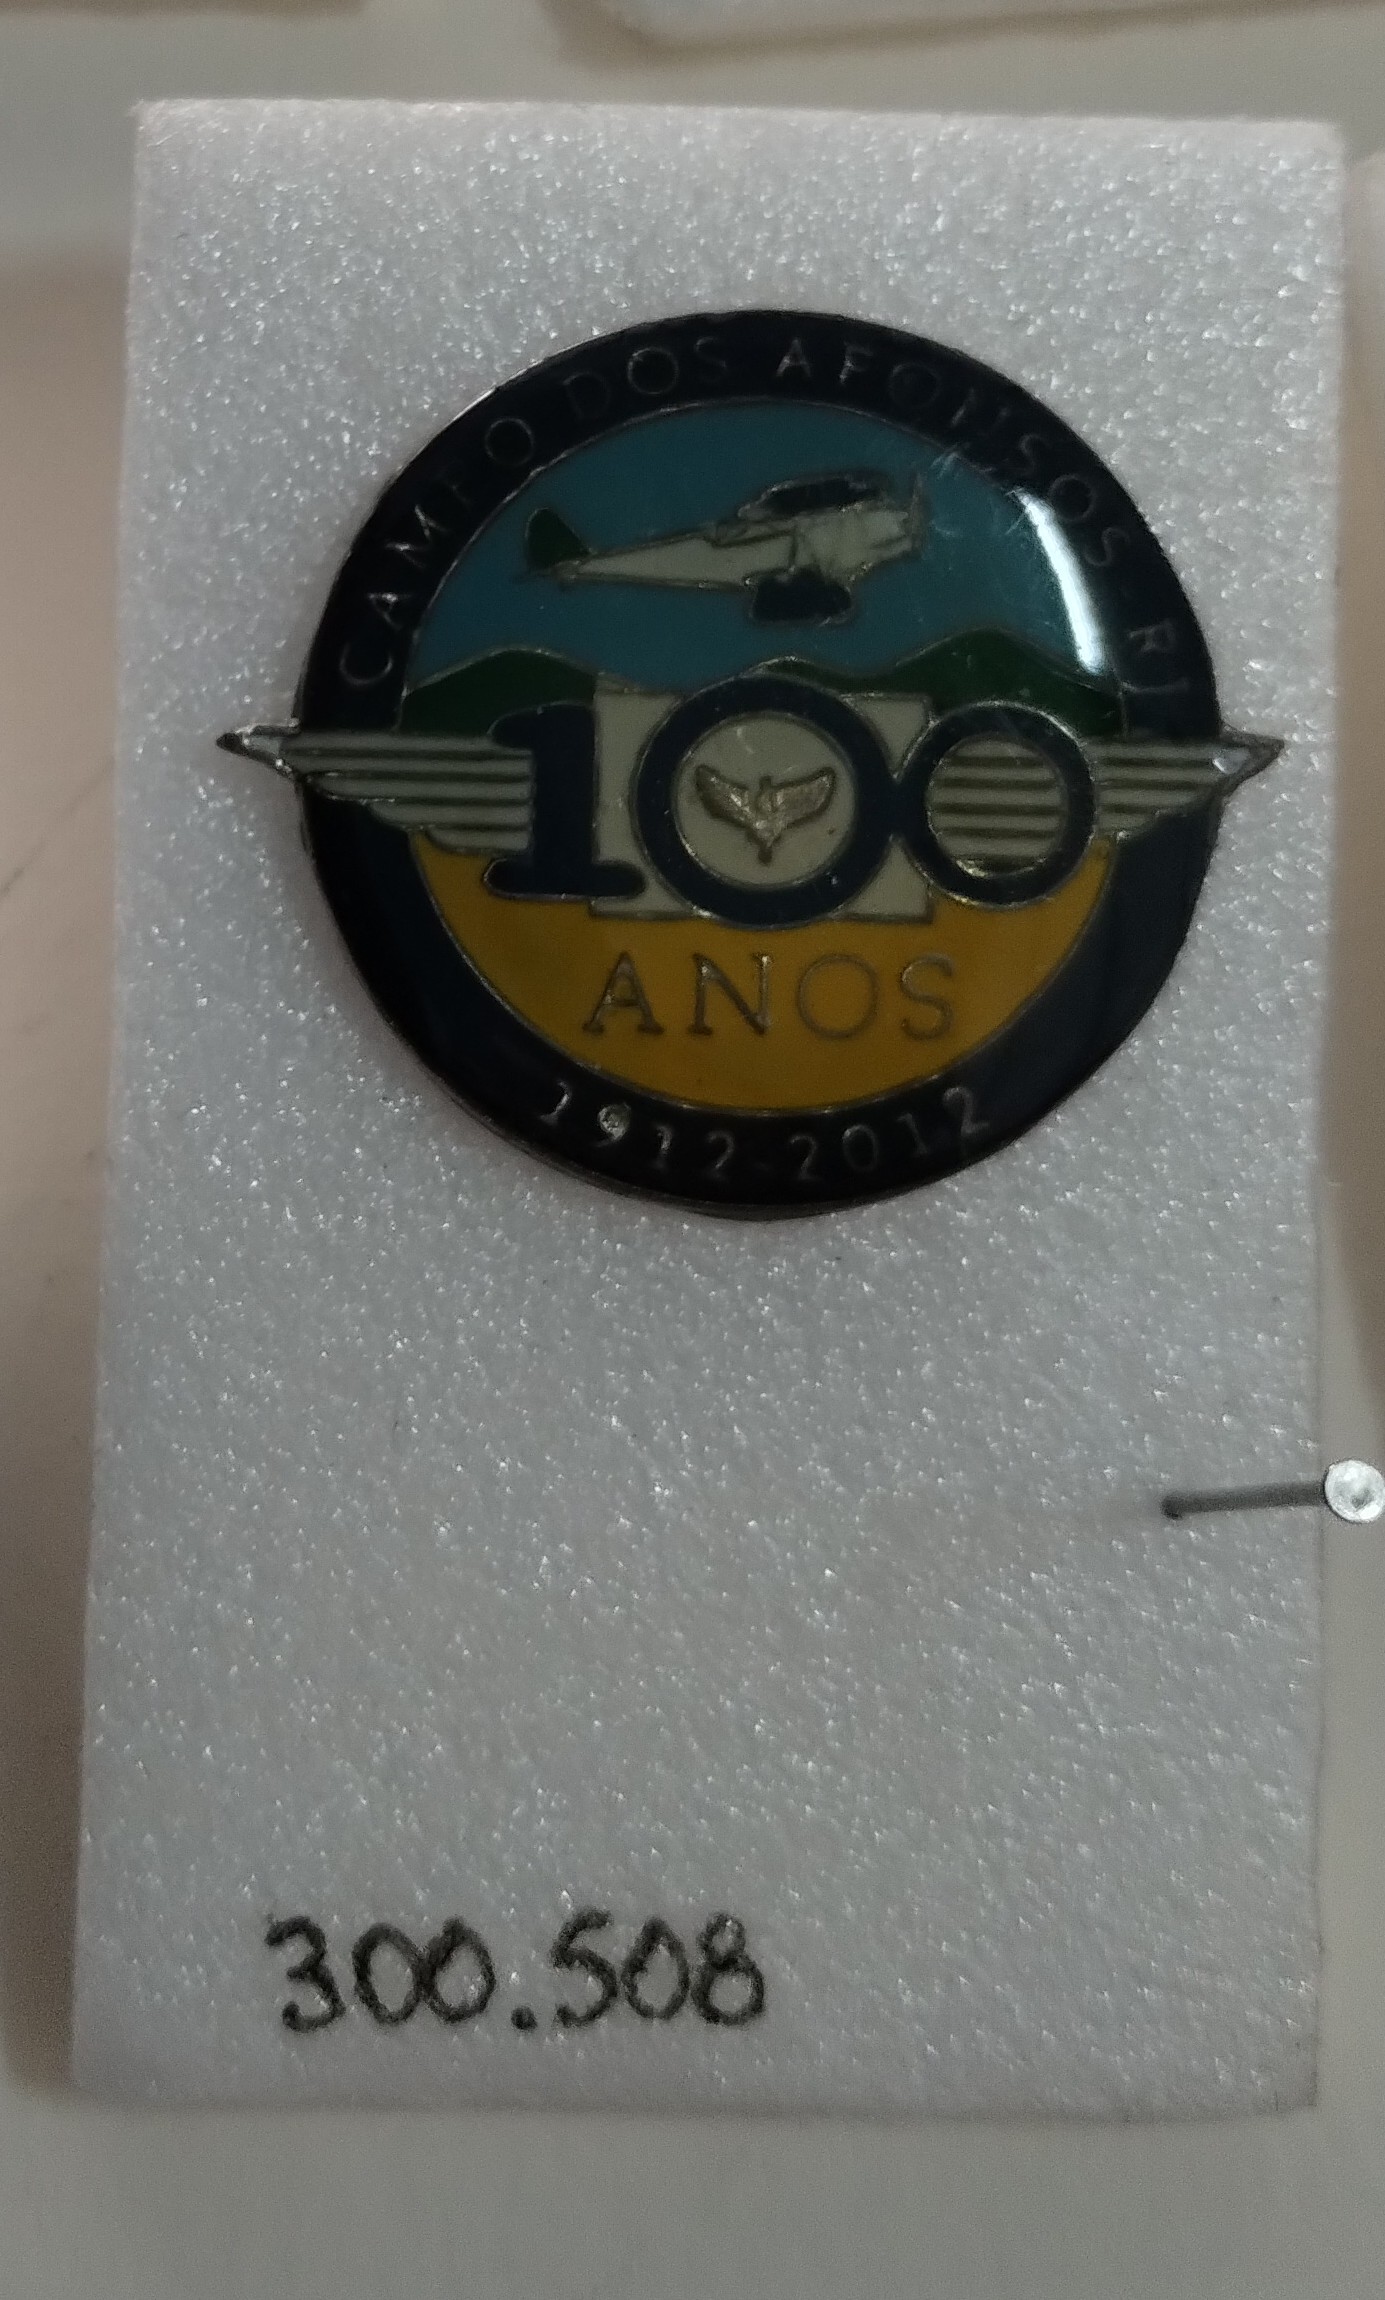 CAMPO DOS AFONSOS-RJ
100
ANOS
1912-2012
300.508